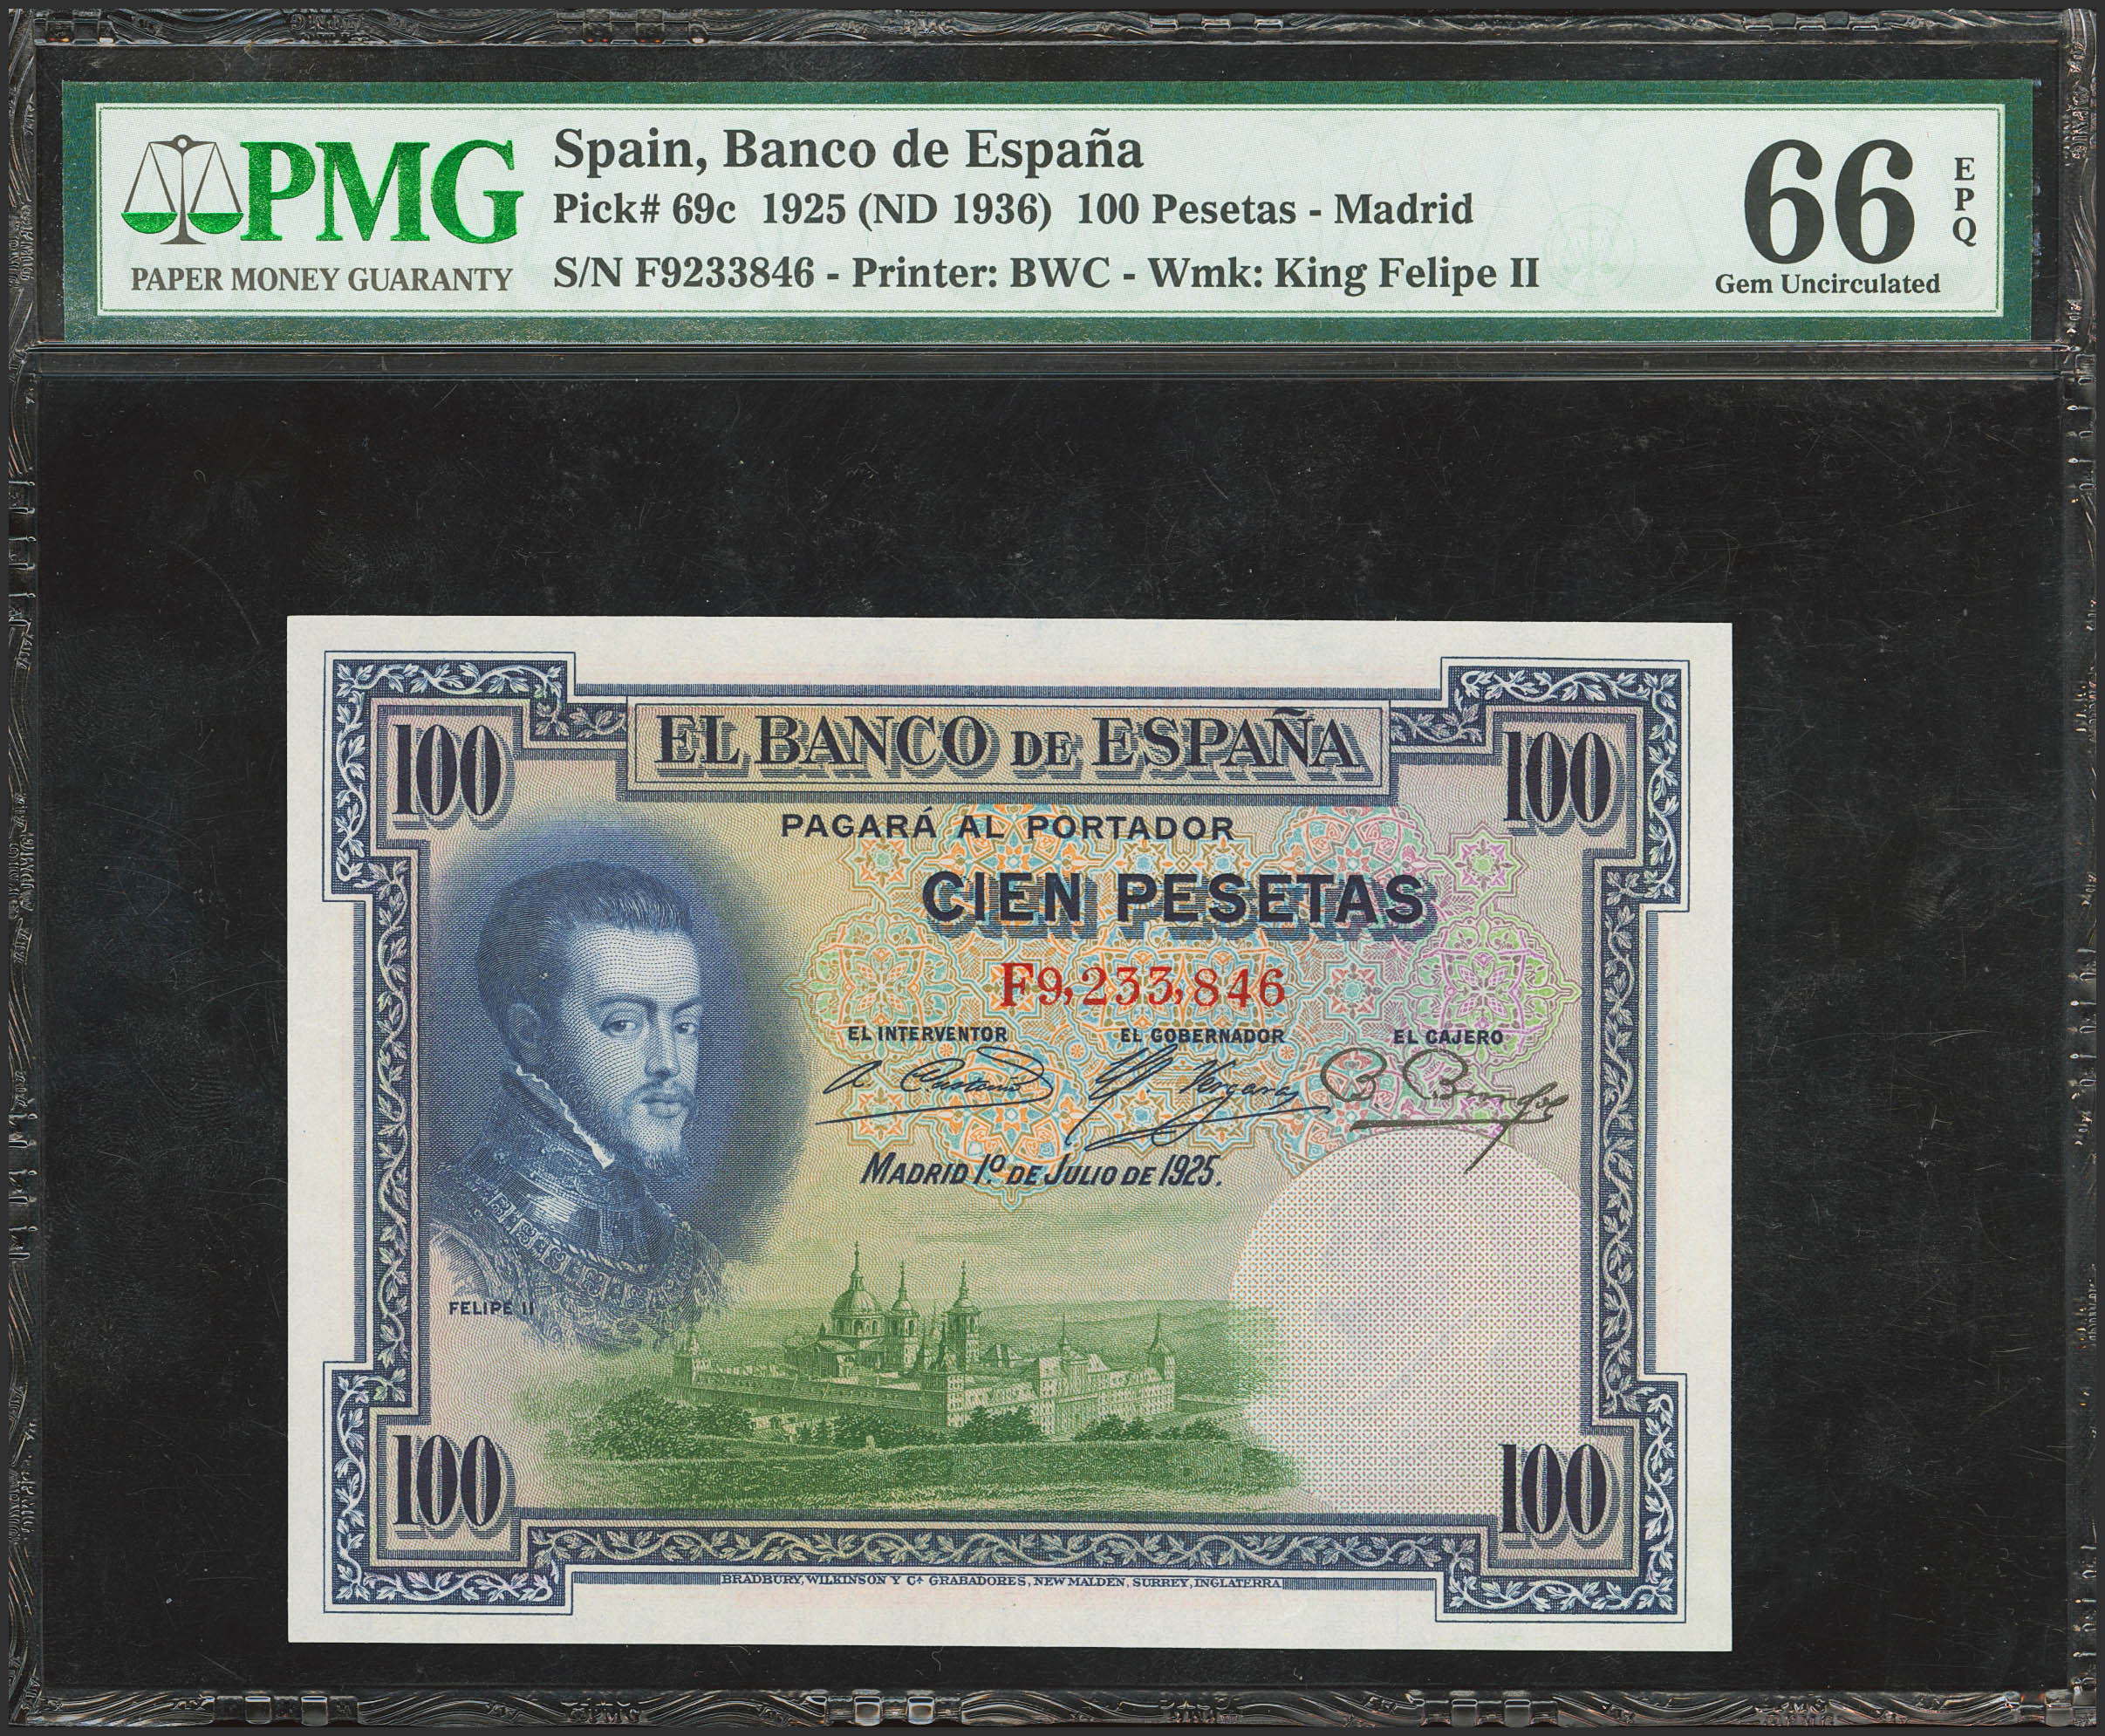 PMG
PAPER MONEY GUARANTY
Spain, Banco de España
Pick# 69c 1925 (ND 1936) 100 Pesetas - Madrid
S/N F9233846 - Printer: BWC - Wmk: King Felipe II
66 EPQ
Gem Uncirculated
100
EL BANCO DE ESPAÑA
100
PAGARÁ AL PORTADOR
CIEN PESETAS
F9,233,846
EL INTERVENTOR
EL GOBERNADOR
EL CAJERO
MADRID 1º DE JULIO DE 1925.
FELIPE II
100
100
BRADBURY, WILKINSON Y Cª GRABADORES, NEW MALDEN, SURREY, INGLATERRA